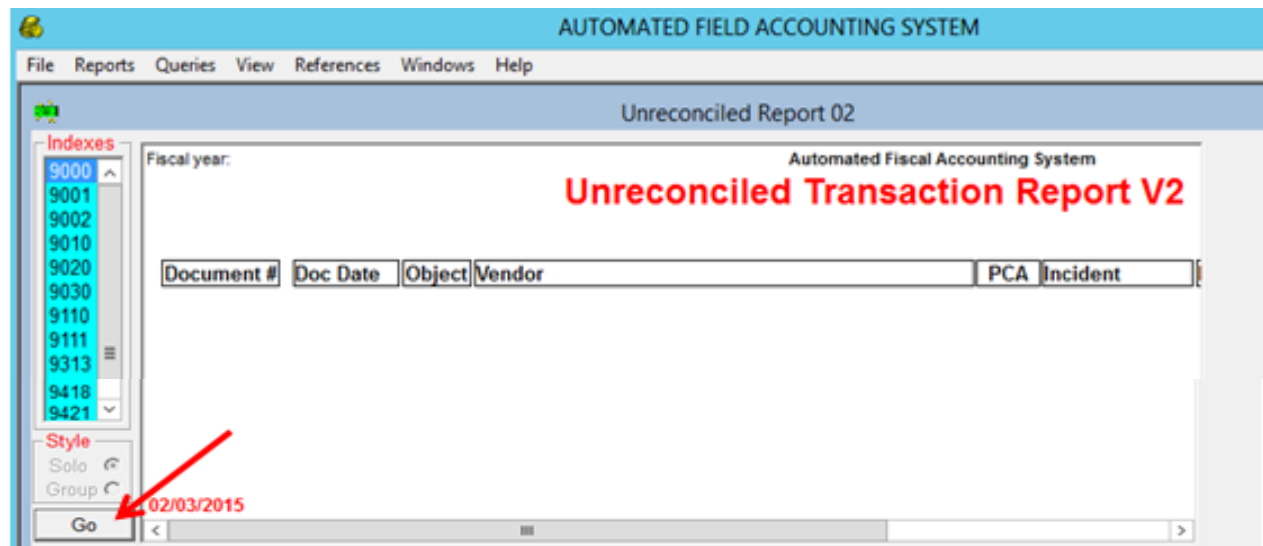 AUTOMATED FIELD ACCOUNTING SYSTEM
File Reports Queries View References Windows Help
Unreconciled Report 02
Indexes
9000
9001
9002
9010
9020
9030
9110
9111
9313
9418
9421
Fiscal year:
Automated Fiscal Accounting System
Unreconciled Transaction Report V2
Document # Doc Date Object Vendor PCA Incident
Style
Solo
Group
Go
02/03/2015